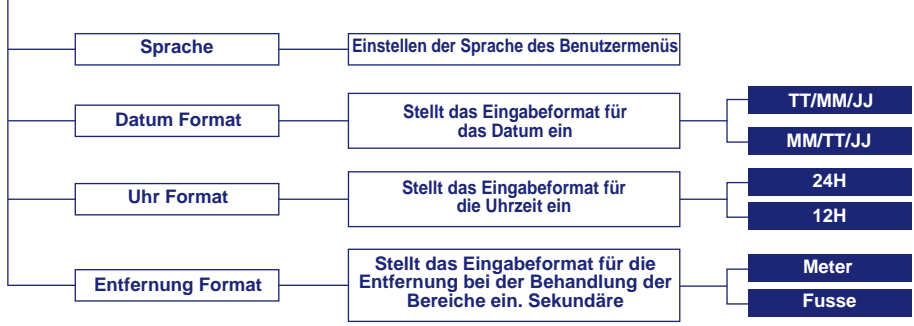 Sprache
Einstellen der Sprache des Benutzermenüs
Datum Format
Stellt das Eingabeformat für
das Datum ein
TT/MM/JJ
MM/TT/JJ
Uhr Format
Stellt das Eingabeformat für
die Uhrzeit ein
24H
12H
Entfernung Format
Stellt das Eingabeformat für die
Entfernung bei der Behandlung der
Bereiche ein. Sekundäre
Meter
Fusse